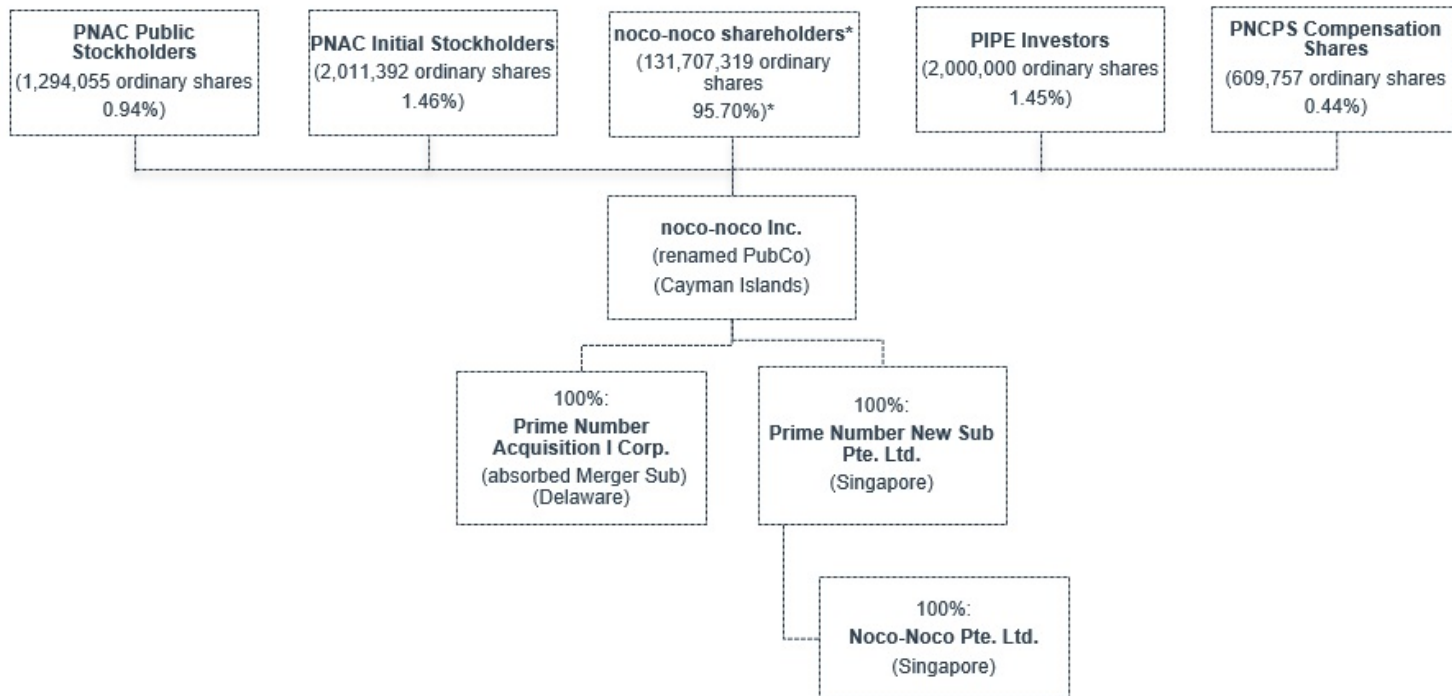 PNAC Public
Stockholders
(1,294,055 ordinary shares
0.94%)
PNAC Initial Stockholders
(2,011,392 ordinary shares
1.46%)
noco-noco shareholders*
(131,707,319 ordinary
shares
95.70%)*
PIPE Investors
(2,000,000 ordinary shares
1.45%)
PNCPS Compensation
Shares
(609,757 ordinary shares
0.44%)
noco-noco Inc.
(renamed PubCo)
(Cayman Islands)
100%:
Prime Number
Acquisition I Corp.
(absorbed Merger Sub)
(Delaware)
100%:
Prime Number New Sub
Pte. Ltd.
(Singapore)
100%:
Noco-Noco Pte. Ltd.
(Singapore)